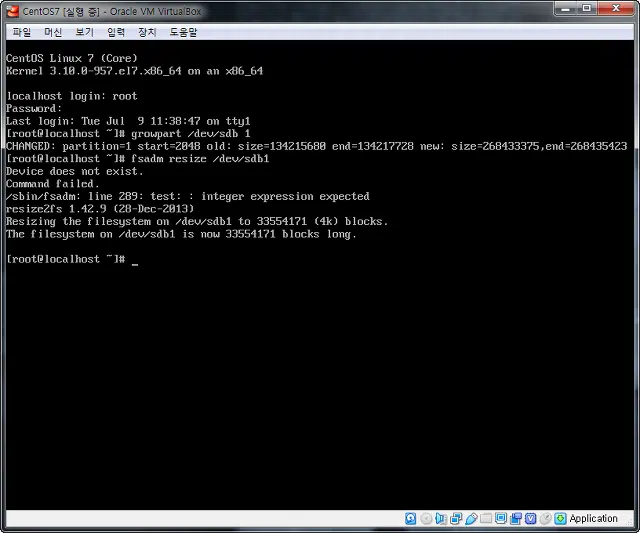 CentOS7 [실행 중] - Oracle VM VirtualBox
파일 머신 보기 입력 장치 도움말
CentOS Linux 7 (Core)
Kernel 3.10.0-957.el7.x86_64 on an x86_64
localhost login: root
Password:
Last login: Tue Jul  9 11:38:47 on tty1
[root@localhost ~]# growpart /dev/sdb 1
CHANGED: partition=1 start=2048 old: size=134215680 end=134217728 new: size=268433375,end=268435423
[root@localhost ~]# fsadm resize /dev/sdb1
Device does not exist.
Command failed.
/sbin/fsadm: line 289: test: : integer expression expected
resize2fs 1.42.9 (28-Dec-2013)
Resizing the filesystem on /dev/sdb1 to 33554171 (4k) blocks.
The filesystem on /dev/sdb1 is now 33554171 blocks long.
[root@localhost ~]# _
Application